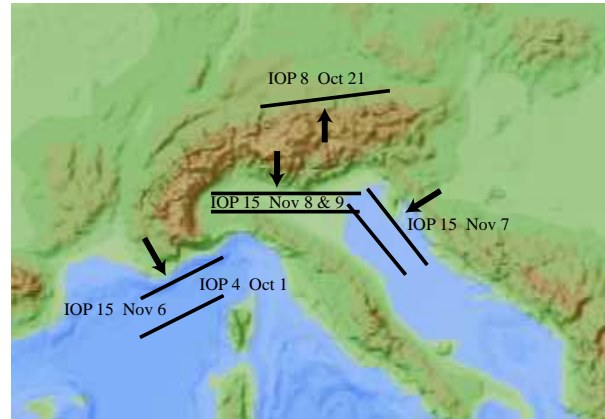 IOP 8 Oct 21
IOP 15 Nov 8 & 9
IOP 15 Nov 7
IOP 4 Oct 1
IOP 15 Nov 6